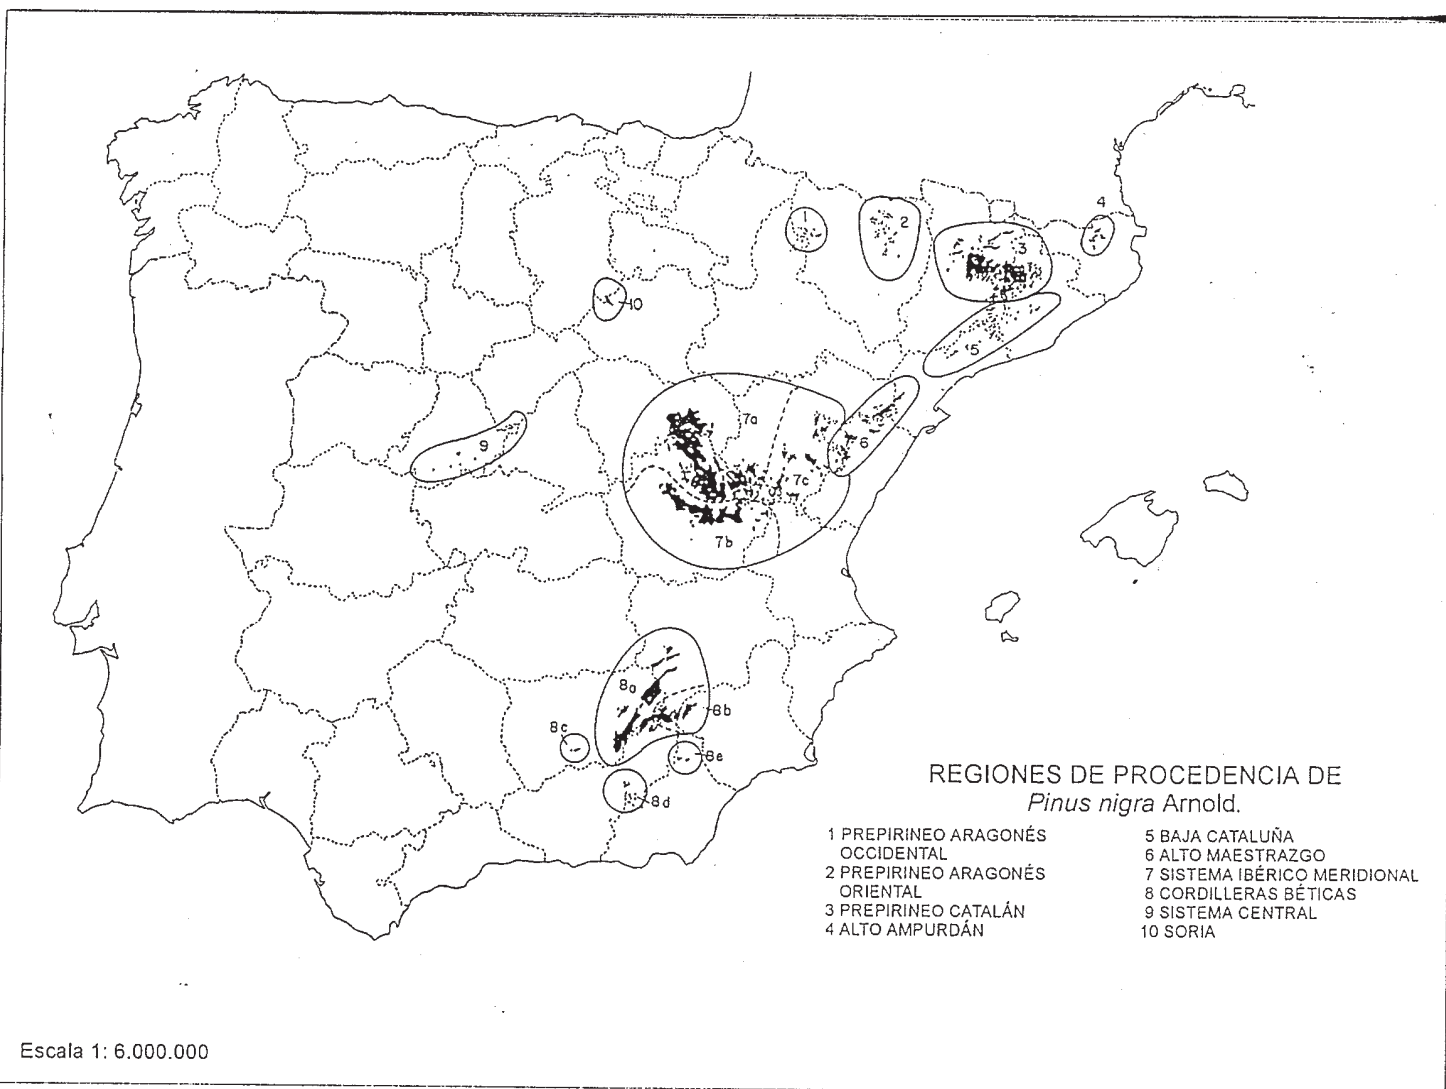 1
2
3
4
10
5
9
7a
6
7c
7b
8a
8b
8c
8e
8d
REGIONES DE PROCEDENCIA DE
Pinus nigra Arnold.
1 PREPIRINEO ARAGONÉS
OCCIDENTAL
2 PREPIRINEO ARAGONÉS
ORIENTAL
3 PREPIRINEO CATALÁN
4 ALTO AMPURDÁN
5 BAJA CATALUÑA
6 ALTO MAESTRAZGO
7 SISTEMA IBÉRICO MERIDIONAL
8 CORDILLERAS BÉTICAS
9 SISTEMA CENTRAL
10 SORIA
Escala 1: 6.000.000